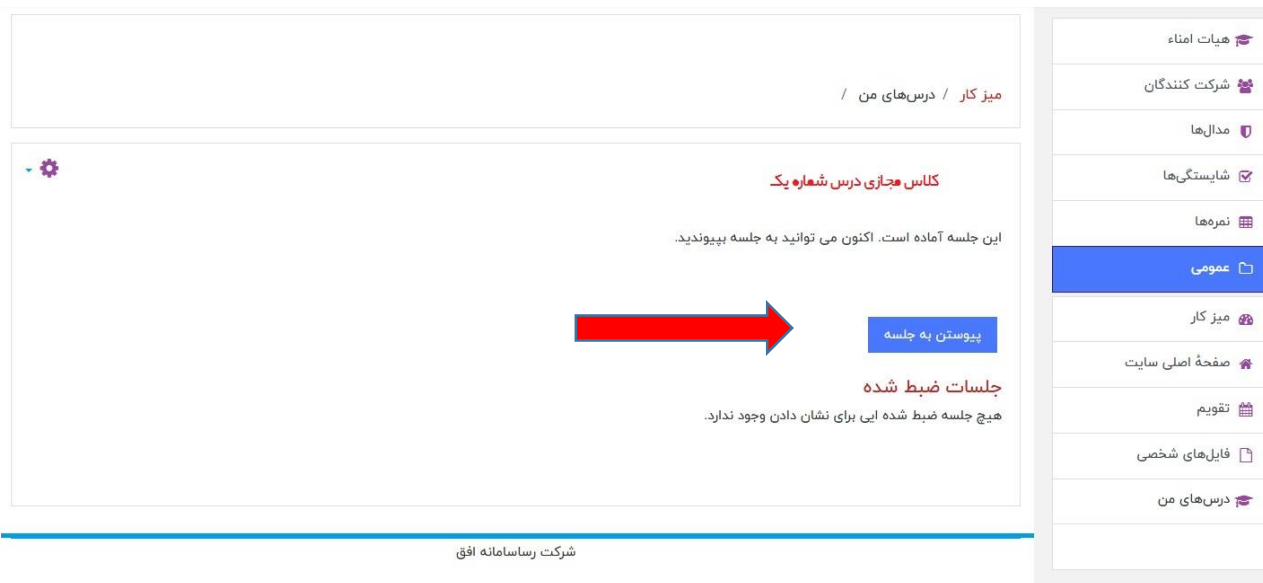 هیات امناء
شرکت کنندگان
مدال‌ها
شایستگی‌ها
نمره‌ها
عمومی
میز کار
صفحهٔ اصلی سایت
تقویم
فایل‌های شخصی
درس‌های من
میز کار / درس‌های من /
کلاس مجازی درس شماره یک
این جلسه آماده است. اکنون می توانید به جلسه بپیوندید.
پیوستن به جلسه
جلسات ضبط شده
هیچ جلسه ضبط شده ایی برای نشان دادن وجود ندارد.
شرکت رساسامانه افق